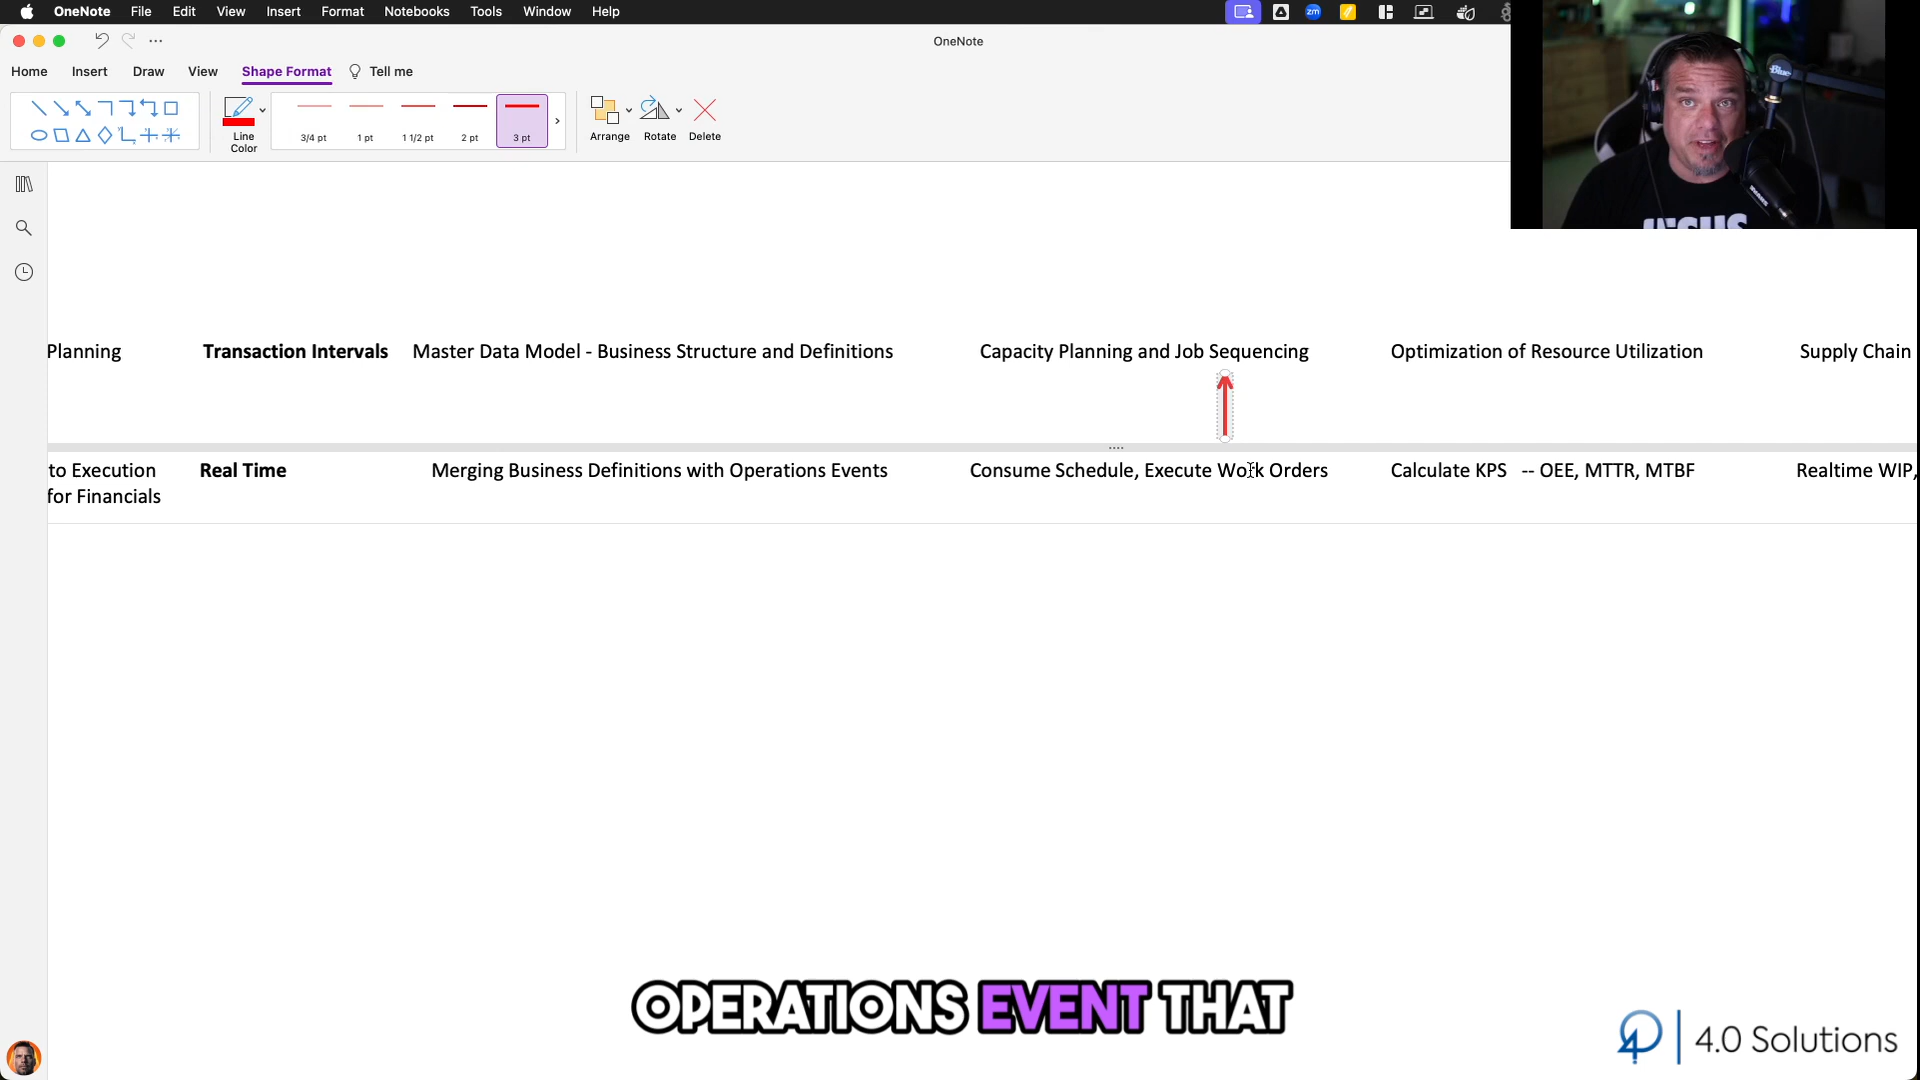 OneNote File Edit View Insert Format Notebooks Tools Window Help
zm
OneNote
Home Insert Draw View Shape Format Tell me
Line
Color
3/4 pt 1 pt 1 1/2 pt 2 pt 3 pt
Arrange Rotate Delete
Blue
JESUS
Planning Transaction Intervals Master Data Model - Business Structure and Definitions Capacity Planning and Job Sequencing Optimization of Resource Utilization Supply Chain
to Execution Real Time Merging Business Definitions with Operations Events Consume Schedule, Execute Work Orders Calculate KPS -- OEE, MTTR, MTBF Realtime WIP,
for Financials
OPERATIONS EVENT THAT
4.0 Solutions